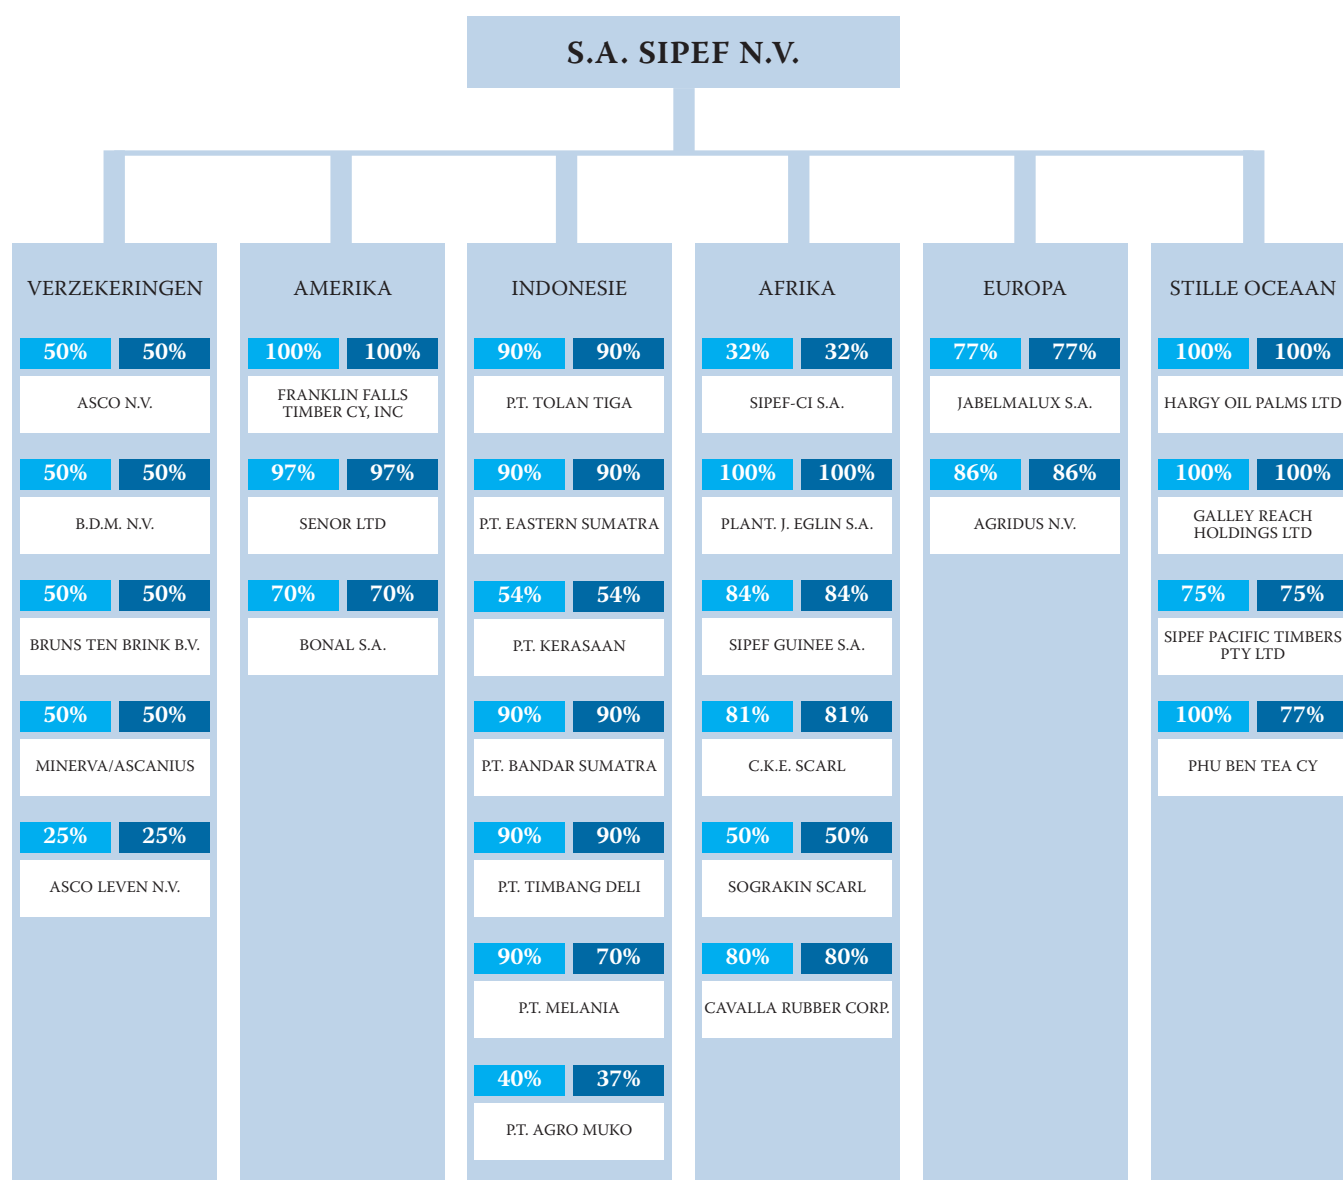 S.A. SIPEF N.V.
VERZEKERINGEN
50% 50%
ASCO N.V.
50% 50%
B.D.M. N.V.
50% 50%
BRUNS TEN BRINK B.V.
50% 50%
MINERVA/ASCANIUS
25% 25%
ASCO LEVEN N.V.
AMERIKA
100% 100%
FRANKLIN FALLS
TIMBER CY, INC
97% 97%
SENOR LTD
70% 70%
BONAL S.A.
INDONESIE
90% 90%
P.T. TOLAN TIGA
90% 90%
P.T. EASTERN SUMATRA
54% 54%
P.T. KERASAAN
90% 90%
P.T. BANDAR SUMATRA
90% 90%
P.T. TIMBANG DELI
90% 70%
P.T. MELANIA
40% 37%
P.T. AGRO MUKO
AFRIKA
32% 32%
SIPEF-CI S.A.
100% 100%
PLANT. J. EGLIN S.A.
84% 84%
SIPEF GUINEE S.A.
81% 81%
C.K.E. SCARL
50% 50%
SOGRAKIN SCARL
80% 80%
CAVALLA RUBBER CORP.
EUROPA
77% 77%
JABELMALUX S.A.
86% 86%
AGRIDUS N.V.
STILLE OCEAAN
100% 100%
HARGY OIL PALMS LTD
100% 100%
GALLEY REACH
HOLDINGS LTD
75% 75%
SIPEF PACIFIC TIMBERS
PTY LTD
100% 77%
PHU BEN TEA CY